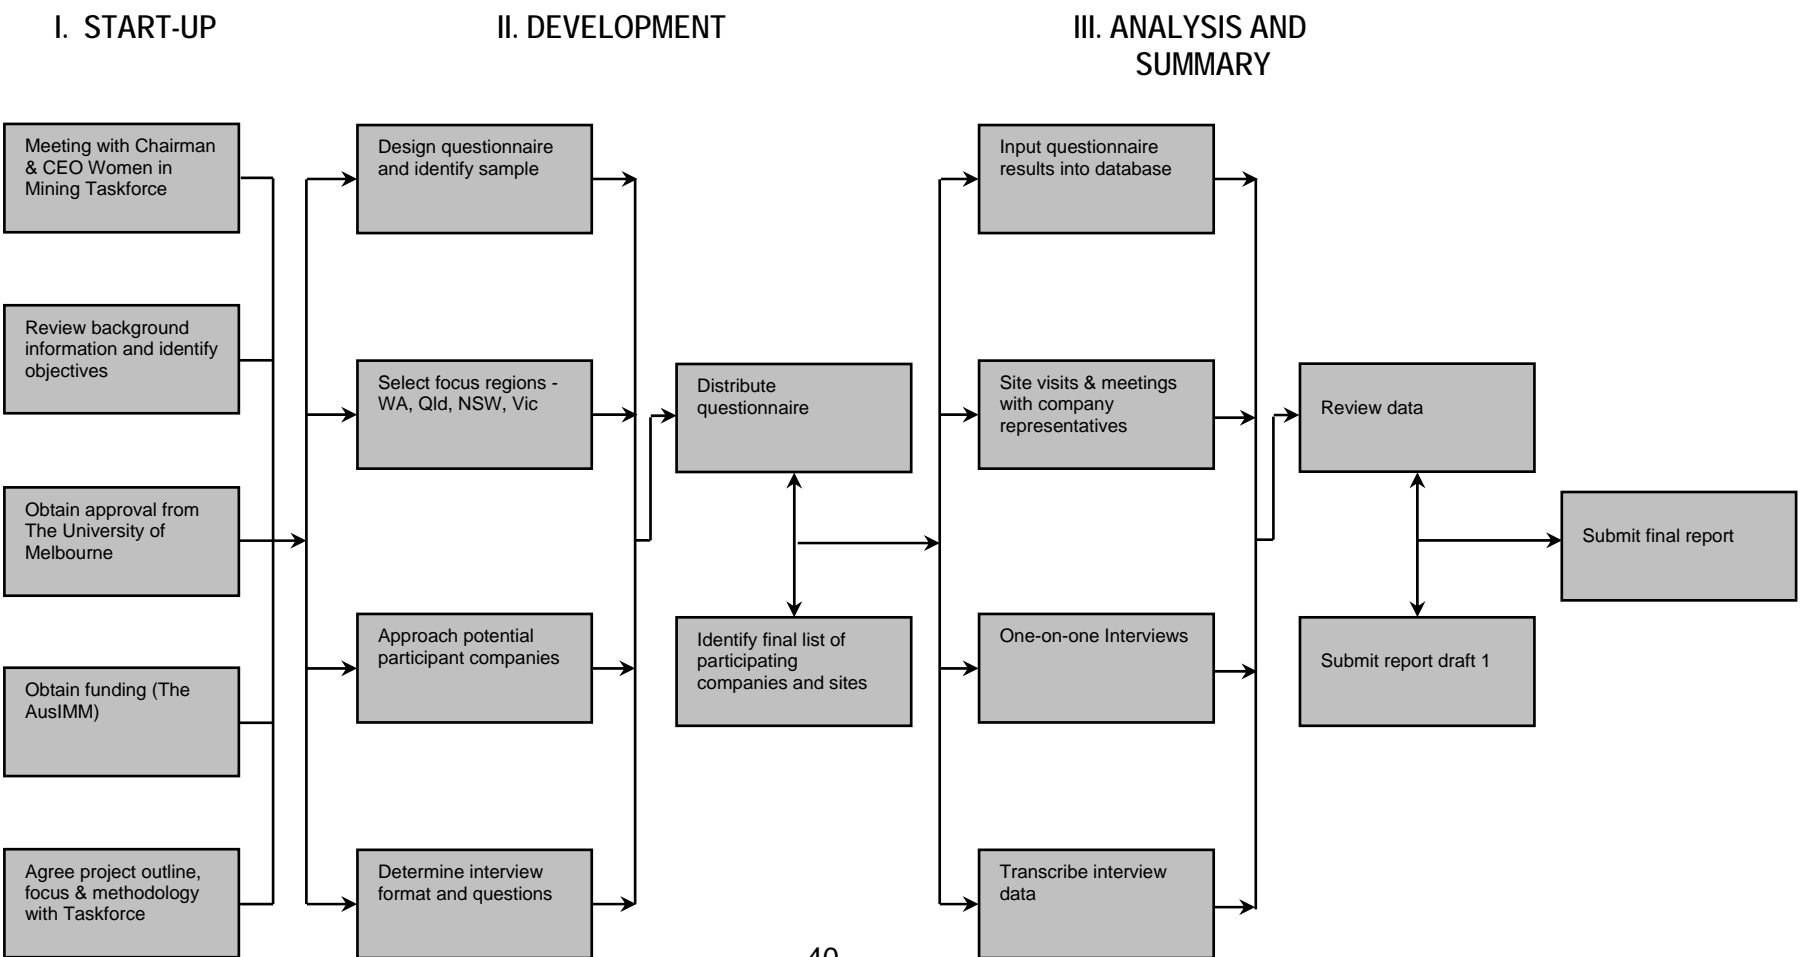 I. START-UP
II. DEVELOPMENT
III. ANALYSIS AND
SUMMARY
Meeting with Chairman
& CEO Women in
Mining Taskforce
Review background
information and identify
objectives
Obtain approval from
The University of
Melbourne
Obtain funding (The
AusIMM)
Agree project outline,
focus & methodology
with Taskforce
Design questionnaire
and identify sample
Select focus regions -
WA, Qld, NSW, Vic
Approach potential
participant companies
Determine interview
format and questions
Distribute
questionnaire
Identify final list of
participating
companies and sites
Input questionnaire
results into database
Site visits & meetings
with company
representatives
One-on-one Interviews
Transcribe interview
data
Review data
Submit report draft 1
Submit final report
40